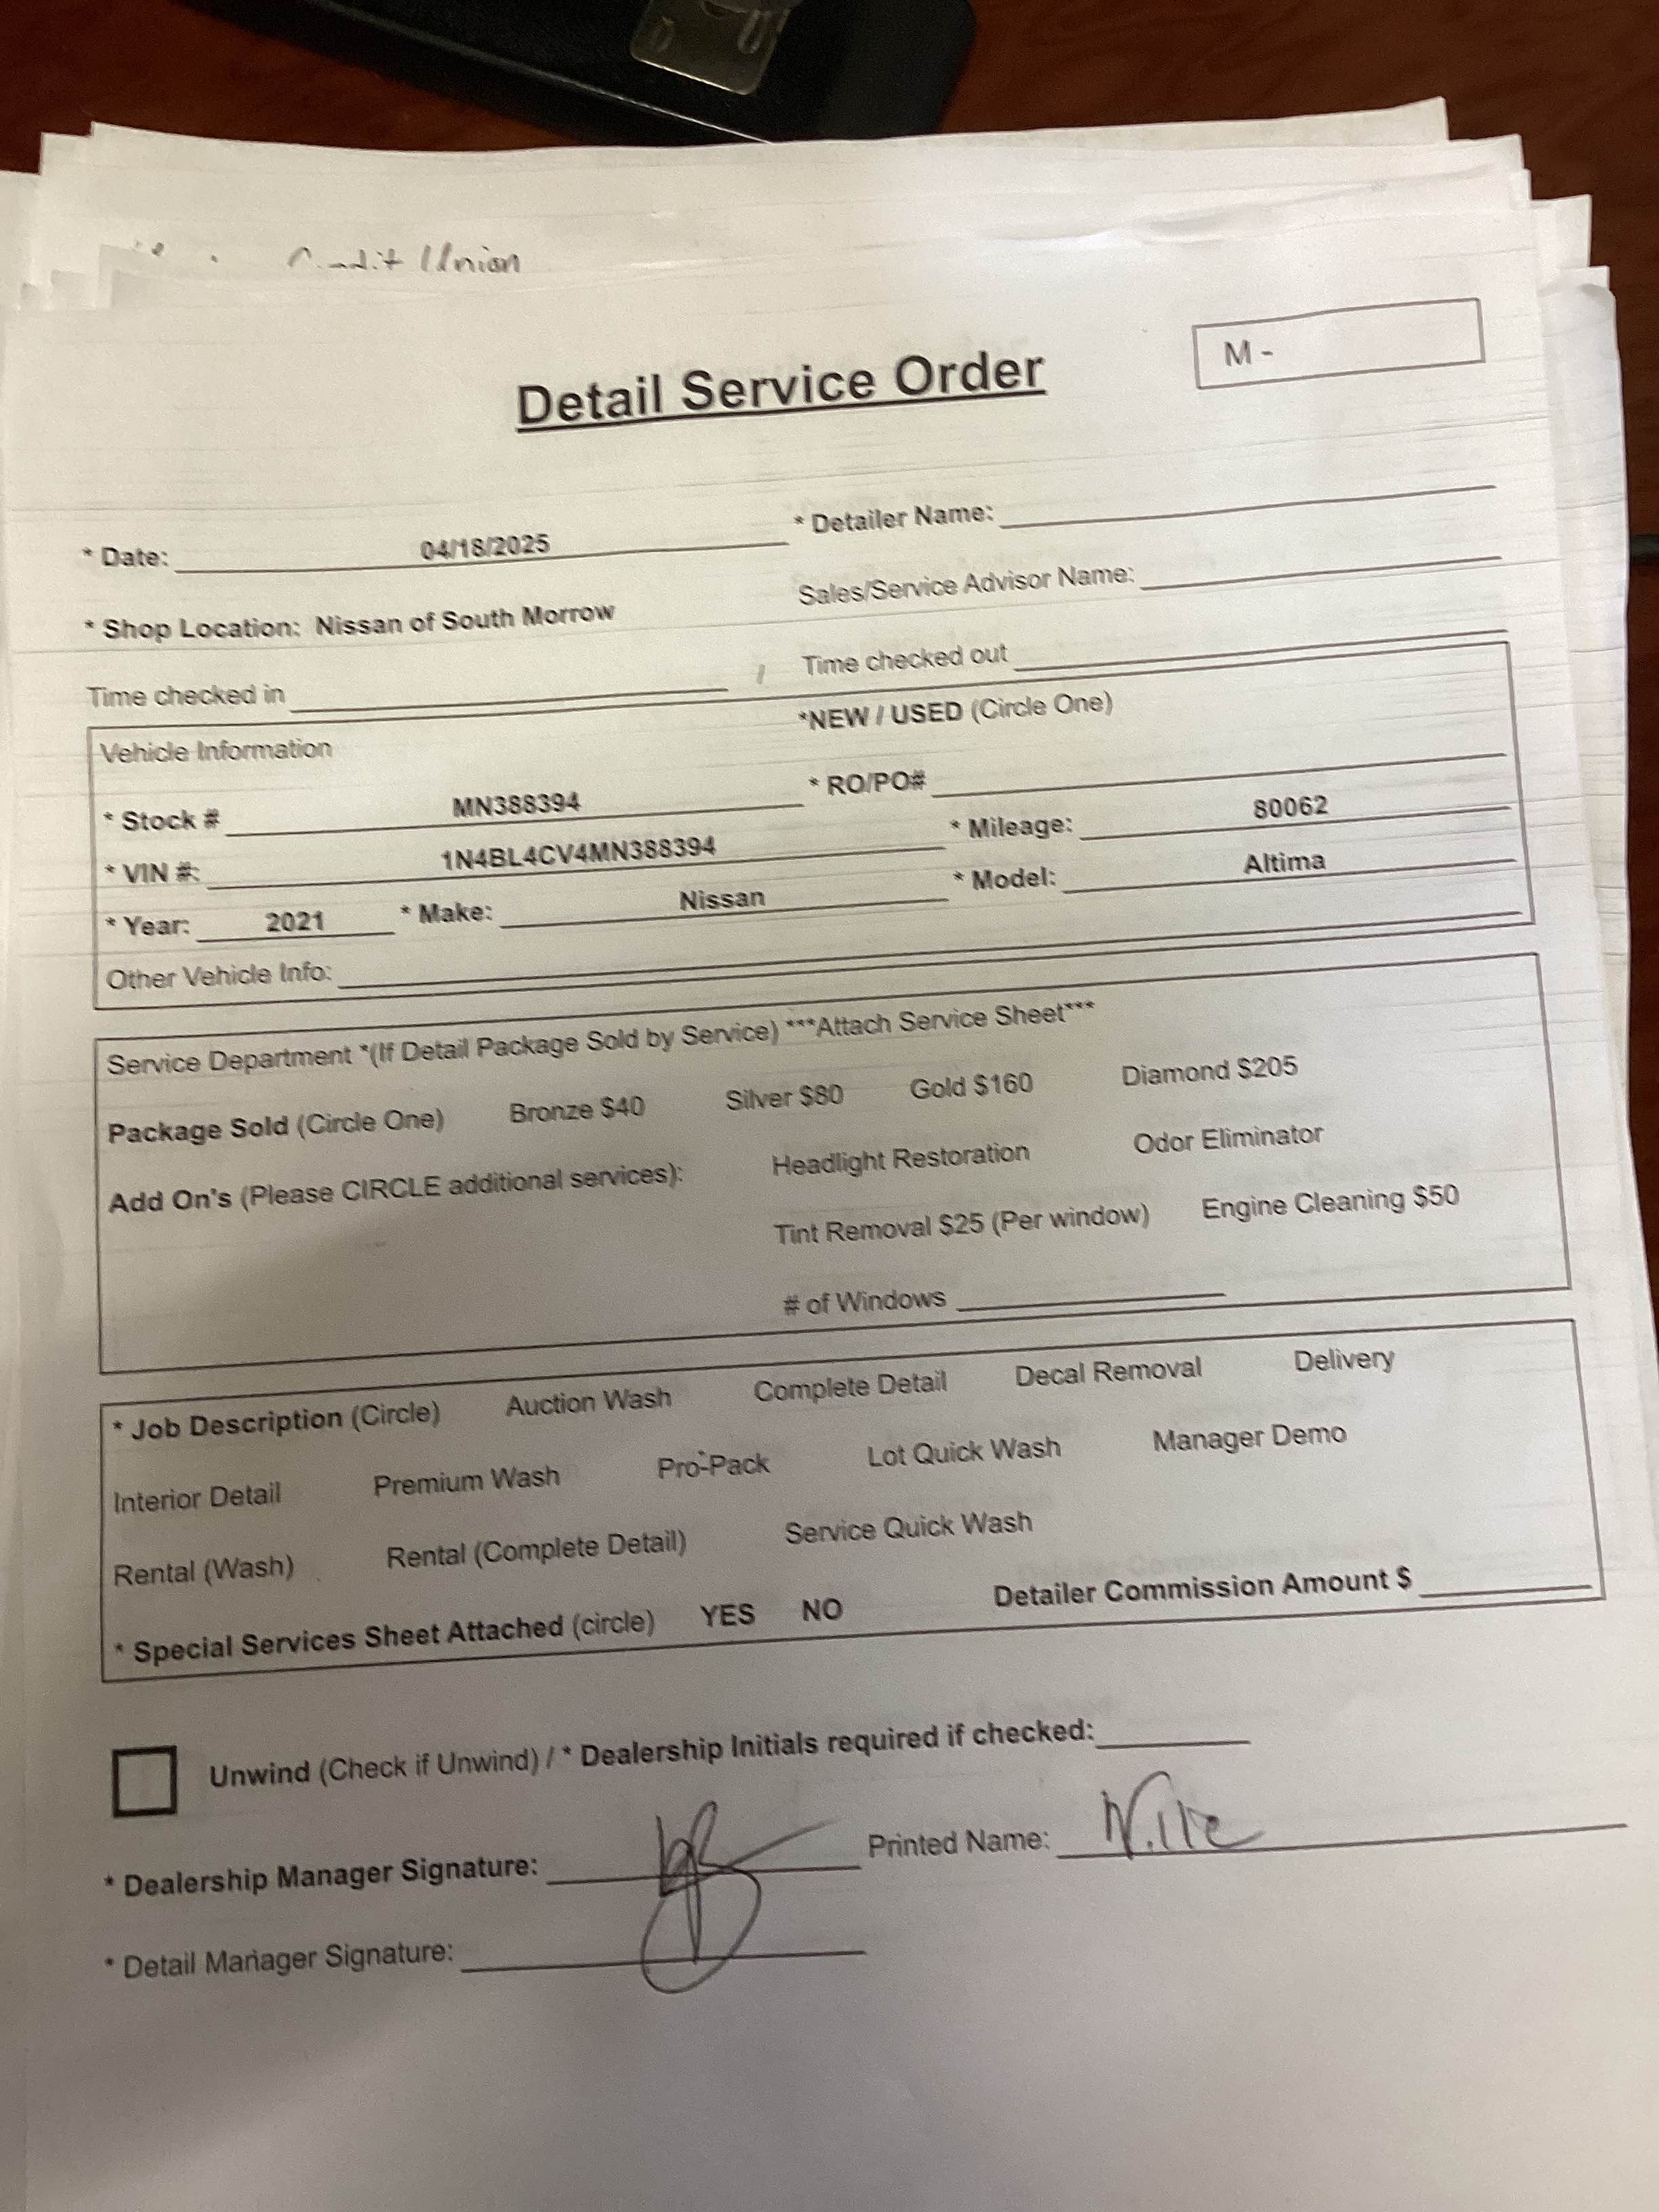 Credit Union
Detail Service Order
M -
* Date: 04/18/2025 * Detailer Name:
* Shop Location: Nissan of South Morrow Sales/Service Advisor Name:
Time checked in Time checked out
Vehicle Information *NEW / USED (Circle One)
* Stock # MN388394 * RO/PO#
* VIN #: 1N4BL4CV4MN388394 * Mileage: 80062
* Year: 2021 * Make: Nissan * Model: Altima
Other Vehicle Info:
Service Department *(If Detail Package Sold by Service) ***Attach Service Sheet***
Package Sold (Circle One) Bronze $40 Silver $80 Gold $160 Diamond $205
Add On's (Please CIRCLE additional services): Headlight Restoration Odor Eliminator
Tint Removal $25 (Per window) Engine Cleaning $50
# of Windows
* Job Description (Circle) Auction Wash Complete Detail Decal Removal Delivery
Interior Detail Premium Wash Pro-Pack Lot Quick Wash Manager Demo
Rental (Wash) Rental (Complete Detail) Service Quick Wash
* Special Services Sheet Attached (circle) YES NO Detailer Commission Amount $
Unwind (Check if Unwind) / * Dealership Initials required if checked:
* Dealership Manager Signature: Printed Name:
* Detail Manager Signature: